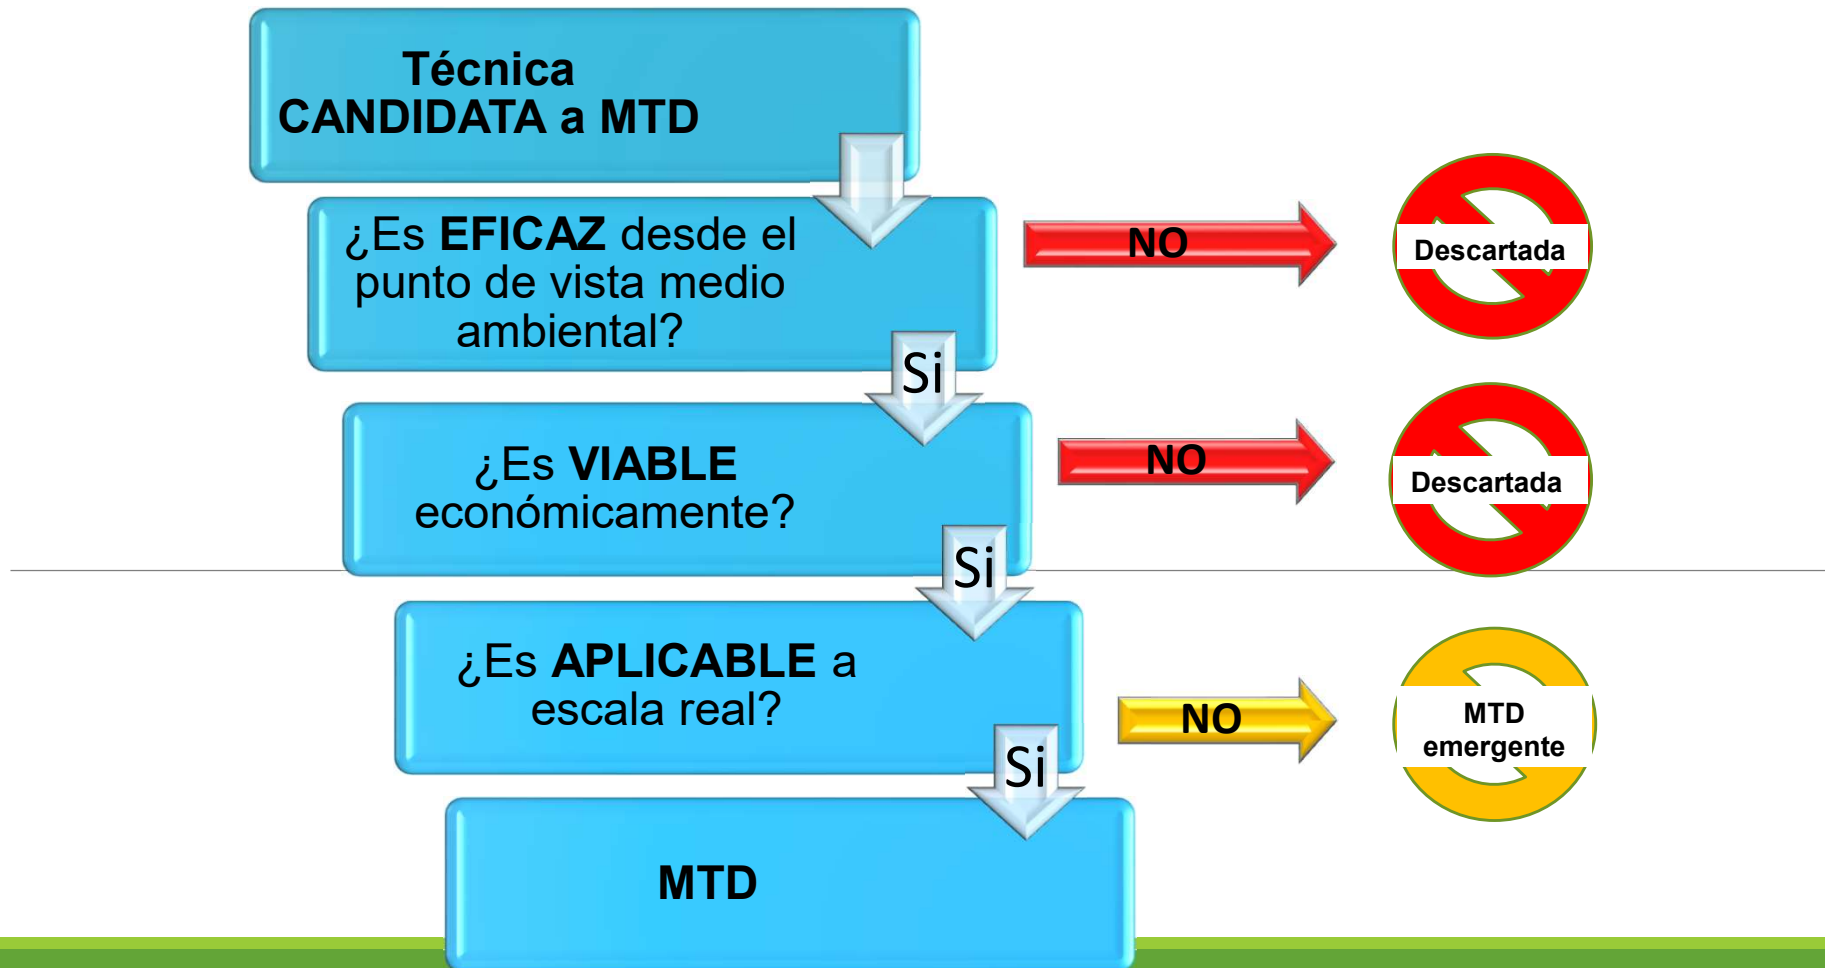 Técnica
CANDIDATA a MTD
¿Es EFICAZ desde el
punto de vista medio
ambiental?
NO
Descartada
Si
¿Es VIABLE
económicamente?
NO
Descartada
Si
¿Es APLICABLE a
escala real?
NO
MTD
emergente
Si
MTD